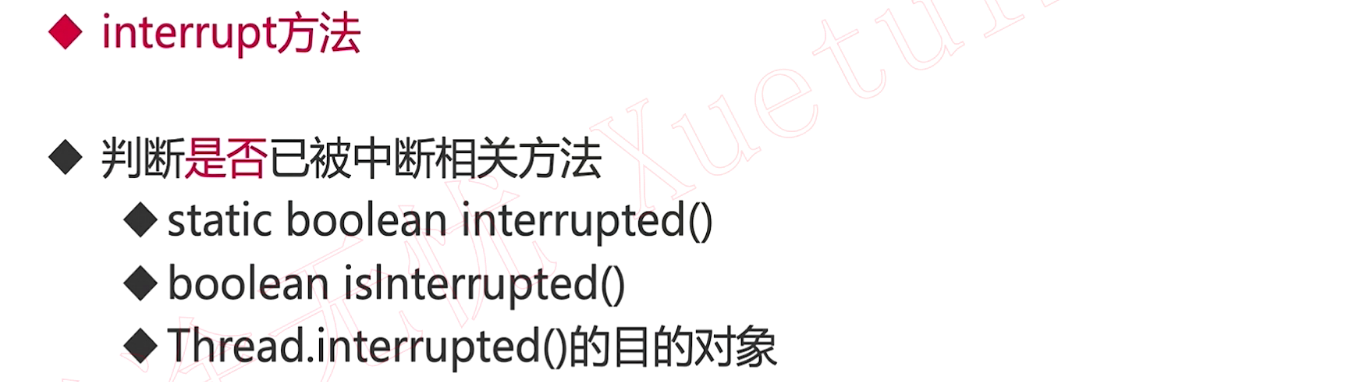 interrupt方法
判断是否已被中断相关方法
static boolean interrupted()
boolean isInterrupted()
Thread.interrupted()的目的对象